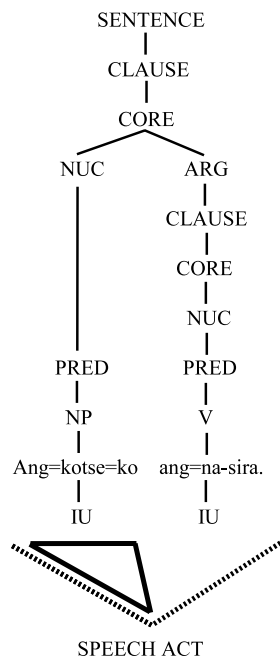 SENTENCE
CLAUSE
CORE
NUC ARG
CLAUSE
CORE
NUC
PRED PRED
NP V
Ang=kotse=ko ang=na-sira.
IU IU
SPEECH ACT